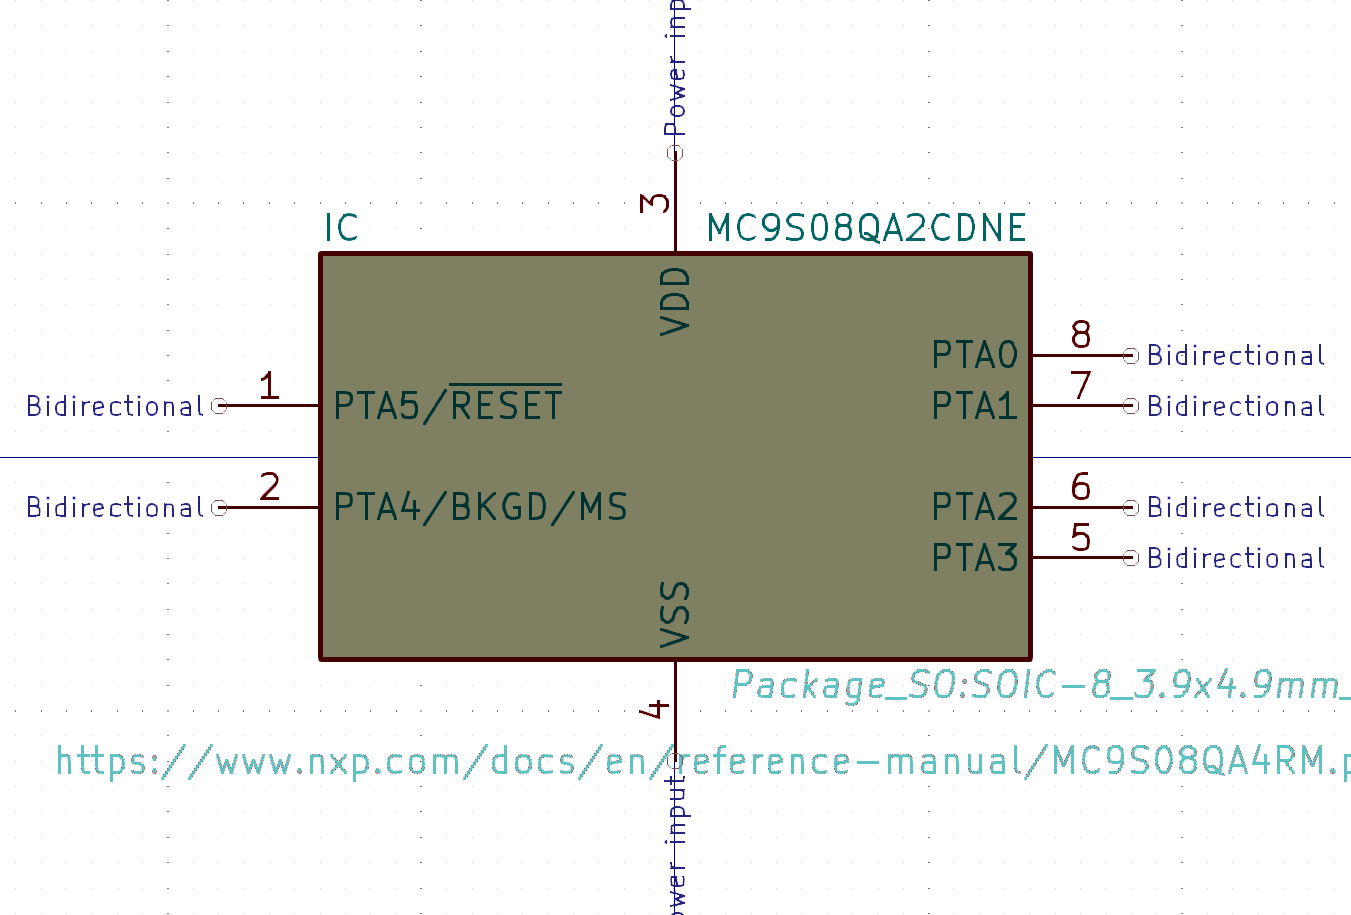 Power inp
3
IC
MC9S08QA2CDNE
VDD
8
PTA0
Bidirectional
1
7
Bidirectional
PTA5/RESET
PTA1
Bidirectional
2
6
Bidirectional
PTA4/BKGD/MS
PTA2
Bidirectional
5
PTA3
Bidirectional
VSS
Package_SO:SOIC-8_3.9x4.9mm_
4
https://www.nxp.com/docs/en/reference-manual/MC9S08QA4RM.p
ower input